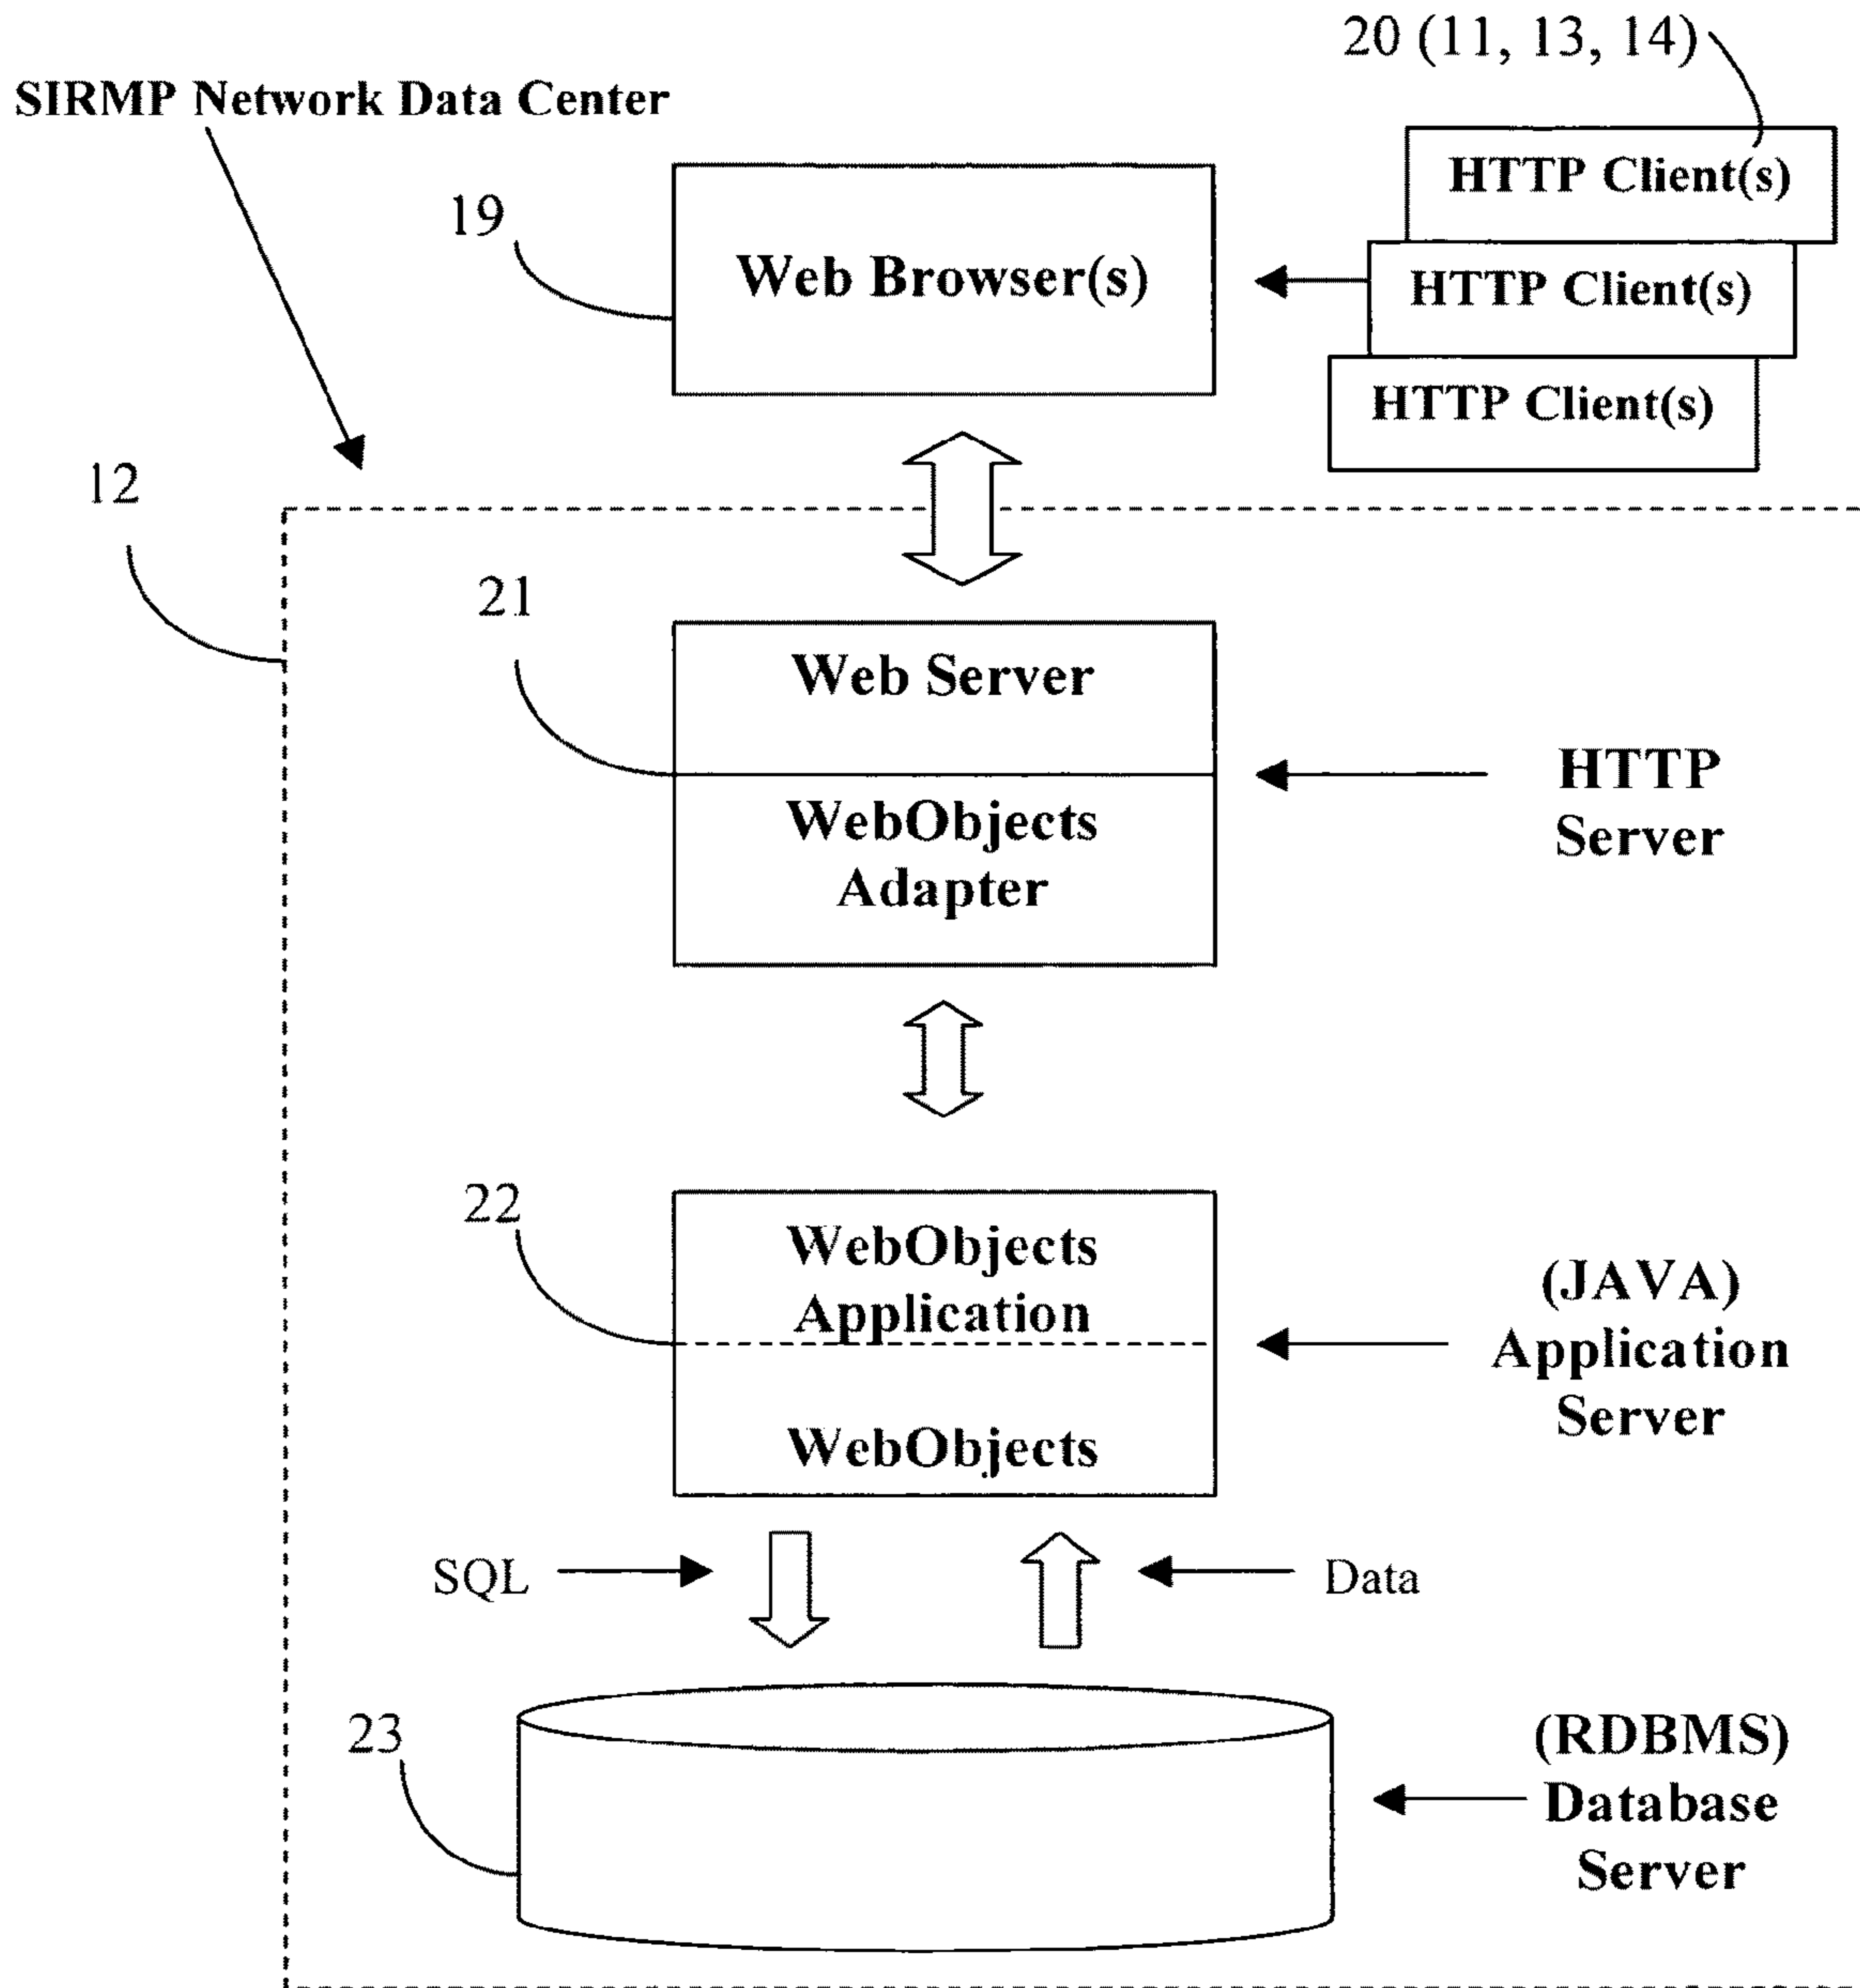 20 (11, 13, 14)
SIRMP Network Data Center
HTTP Client(s)
19
Web Browser(s)
HTTP Client(s)
HTTP Client(s)
12
21
Web Server
HTTP
Server
WebObjects
Adapter
22
WebObjects
Application
(JAVA)
Application
Server
WebObjects
SQL
Data
23
(RDBMS)
Database
Server